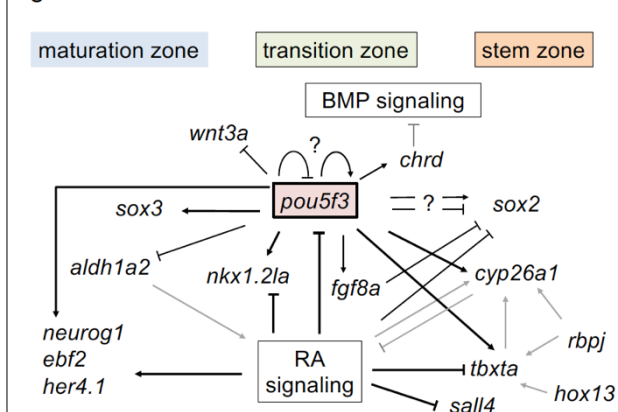 maturation zone
transition zone
stem zone
BMP signaling
wnt3a
?
chrd
sox3
pou5f3
?
sox2
aldh1a2
nkx1.2la
fgf8a
cyp26a1
neurog1
ebf2
her4.1
RA
signaling
rbpj
tbxta
hox13
sall4